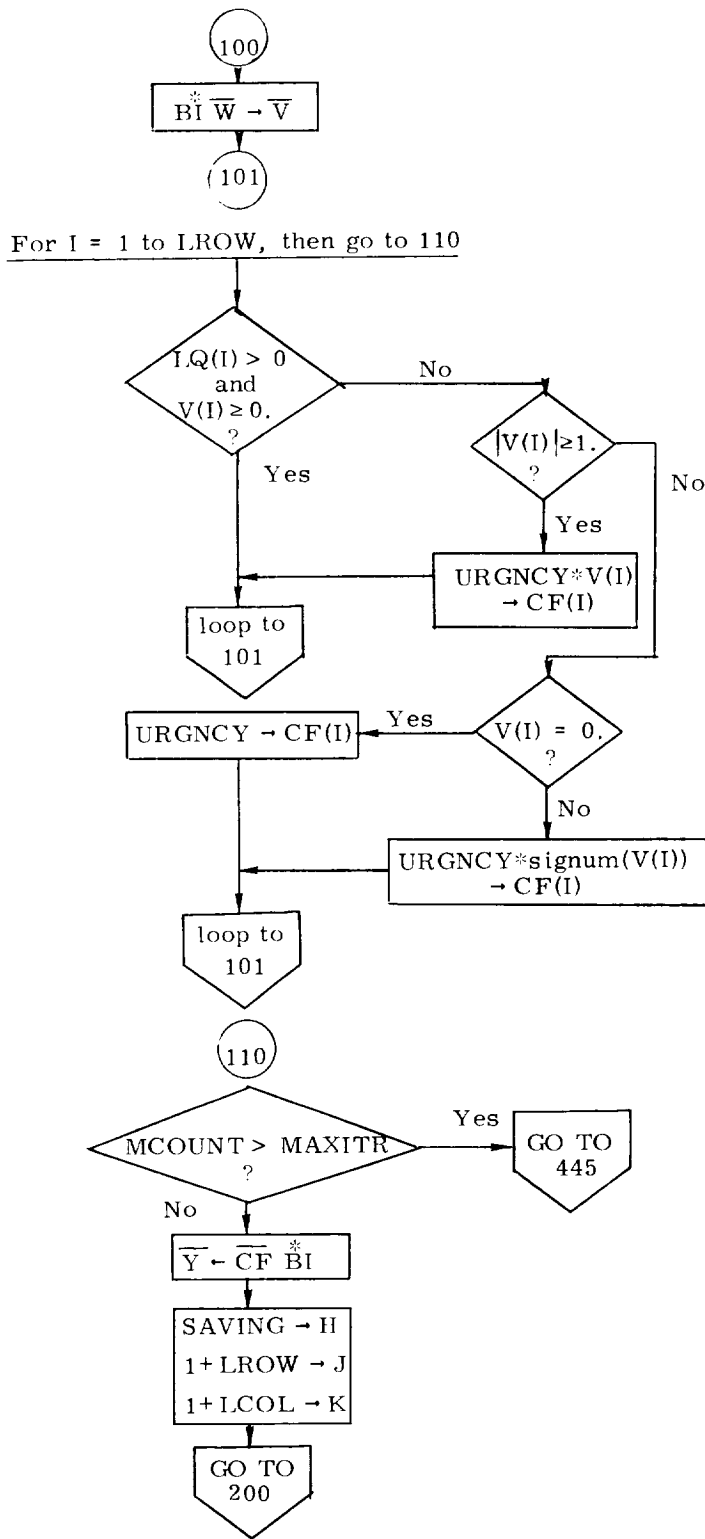 100
BI* W̅ → V̅
101
For I = 1 to LROW, then go to 110
LQ(I) > 0
and
V(I) ≥ 0.
?
No
Yes
|V(I)| ≥ 1.
?
No
Yes
URGNCY*V(I)
→ CF(I)
loop to
101
URGNCY → CF(I)
Yes
V(I) = 0.
?
No
URGNCY*signum(V(I))
→ CF(I)
loop to
101
110
MCOUNT > MAXITR
?
Yes
GO TO
445
No
Y̅ ← C̅F̅ BI*
SAVING → H
1 + LROW → J
1 + LCOL → K
GO TO
200